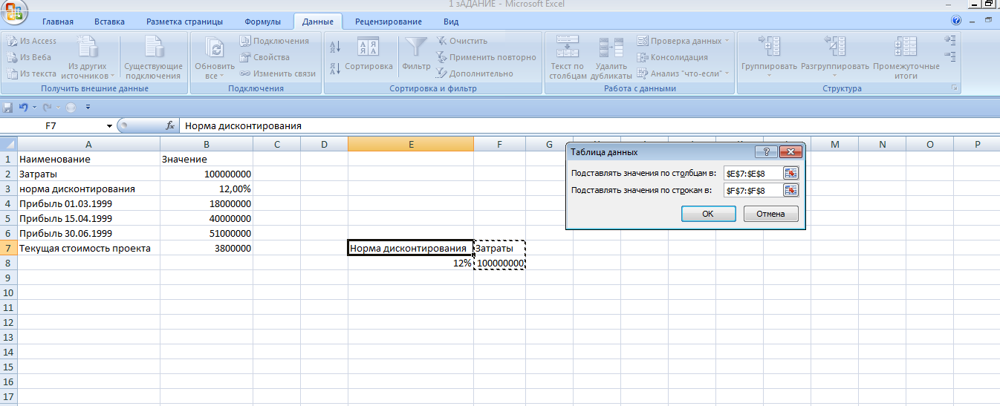 1 зАДАНИЕ - Microsoft Excel
Главная Вставка Разметка страницы Формулы Данные Рецензирование Вид
Из Access
Из Веба
Из текста
Из других источников
Существующие подключения
Получить внешние данные
Обновить все
Подключения
Свойства
Изменить связи
Подключения
Сортировка
Фильтр
Очистить
Применить повторно
Дополнительно
Сортировка и фильтр
Текст по столбцам
Удалить дубликаты
Проверка данных
Консолидация
Анализ "что-если"
Работа с данными
Группировать
Разгруппировать
Промежуточные итоги
Структура
F7 fx Норма дисконтирования
A B C D E F G M N O P
1 Наименование Значение
2 Затраты 100000000
3 норма дисконтирования 12,00%
4 Прибыль 01.03.1999 18000000
5 Прибыль 15.04.1999 40000000
6 Прибыль 30.06.1999 51000000
7 Текущая стоимость проекта 3800000 Норма дисконтирования Затраты
8 12% 100000000
9
10
11
12
13
14
15
16
17
Таблица данных
Подставлять значения по столбцам в: $E$7:$E$8
Подставлять значения по строкам в: $F$7:$F$8
ОК Отмена